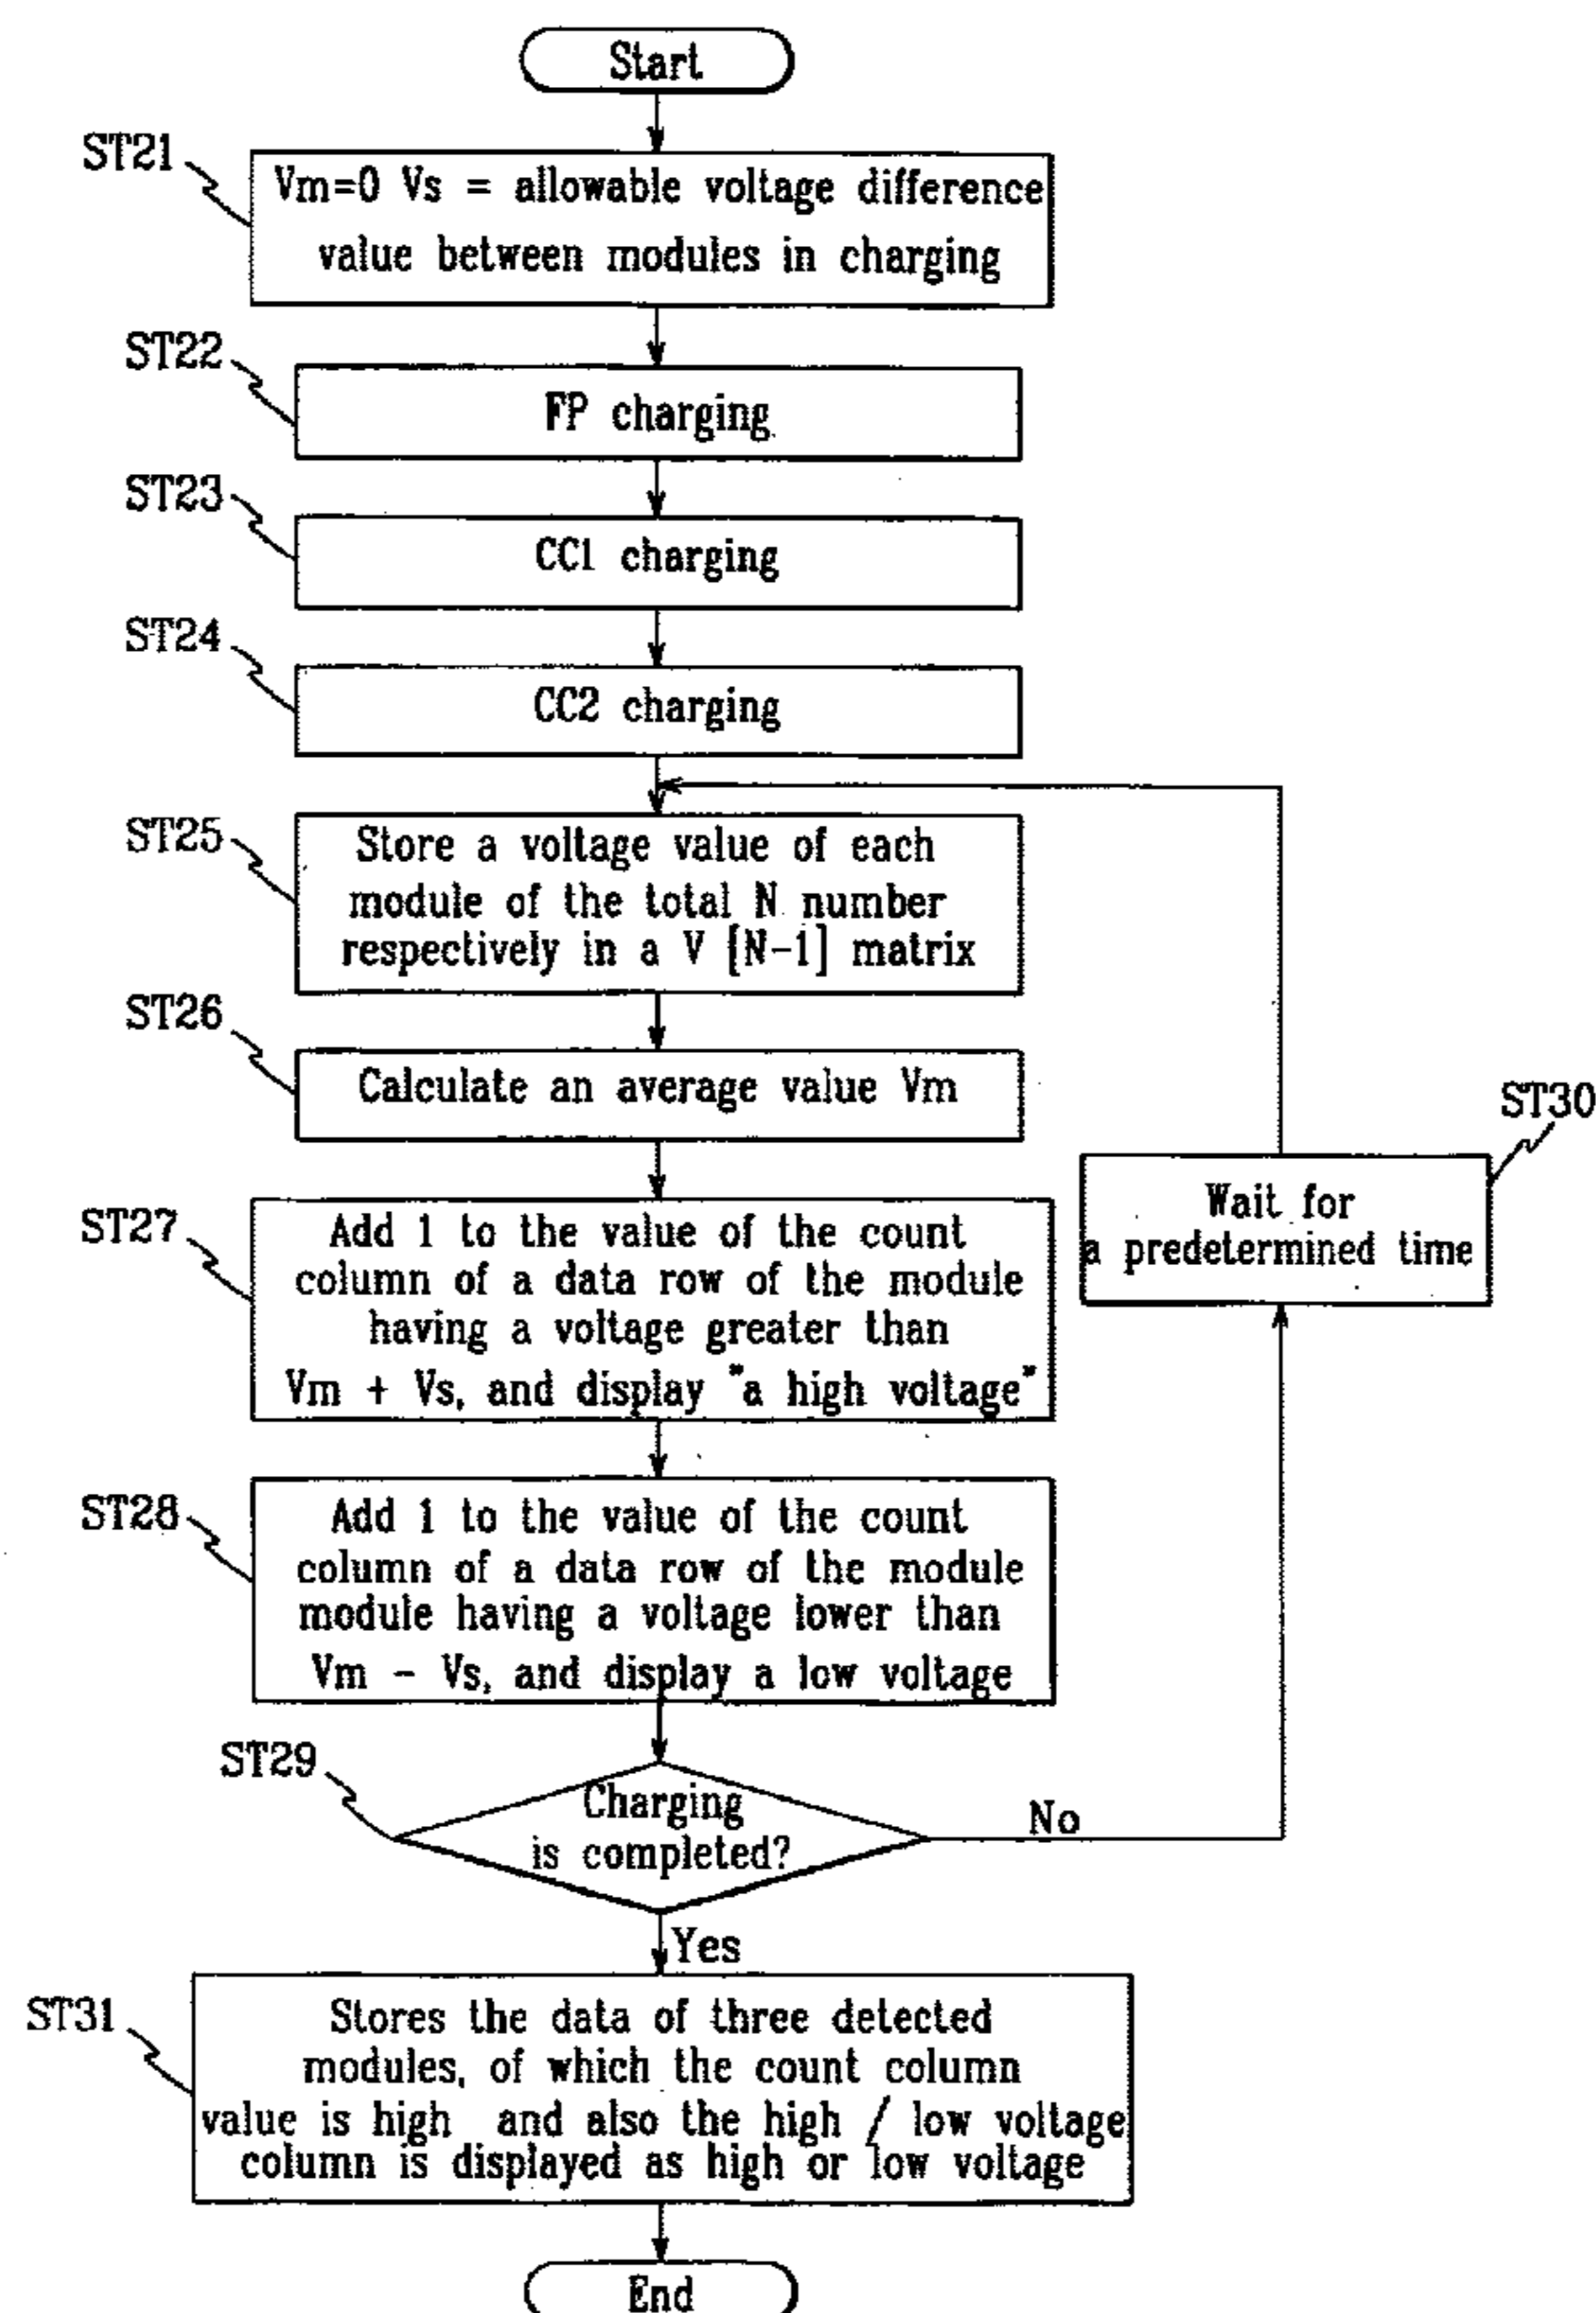 Start
ST21
Vm=0 Vs = allowable voltage difference
value between modules in charging
ST22
FP charging
ST23
CC1 charging
ST24
CC2 charging
ST25
Store a voltage value of each
module of the total N number
respectively in a V [N-1] matrix
ST26
Calculate an average value Vm
ST30
Wait for
a predetermined time
ST27
Add 1 to the value of the count
column of a data row of the module
having a voltage greater than
Vm + Vs, and display "a high voltage"
ST28
Add 1 to the value of the count
column of a data row of the module
module having a voltage lower than
Vm - Vs, and display a low voltage
ST29
Charging
is completed?
No
Yes
ST31
Stores the data of three detected
modules, of which the count column
value is high and also the high / low voltage
column is displayed as high or low voltage
End